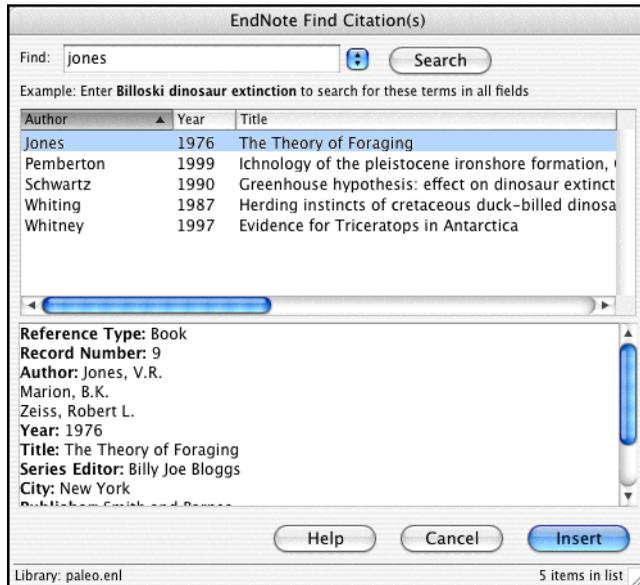 EndNote Find Citation(s)
Find: jones Search
Example: Enter Billoski dinosaur extinction to search for these terms in all fields
Author Year Title
Jones 1976 The Theory of Foraging
Pemberton 1999 Ichnology of the pleistocene ironshore formation,
Schwartz 1990 Greenhouse hypothesis: effect on dinosaur extinct
Whiting 1987 Herding instincts of cretaceous duck-billed dinosa
Whitney 1997 Evidence for Triceratops in Antarctica
Reference Type: Book
Record Number: 9
Author: Jones, V.R.
Marion, B.K.
Zeiss, Robert L.
Year: 1976
Title: The Theory of Foraging
Series Editor: Billy Joe Bloggs
City: New York
Publisher: Smith and Barnes
Help Cancel Insert
Library: paleo.enl 5 items in list